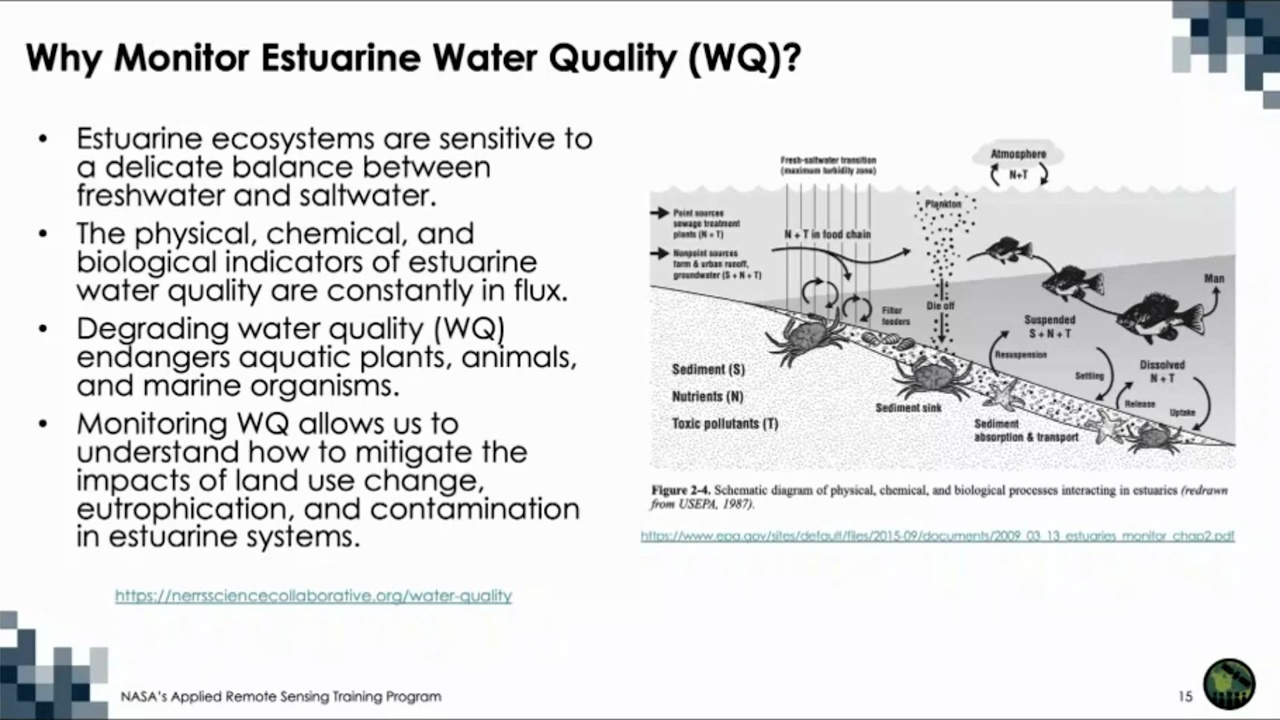 Why Monitor Estuarine Water Quality (WQ)?
• Estuarine ecosystems are sensitive to
a delicate balance between
freshwater and saltwater.
• The physical, chemical, and
biological indicators of estuarine
water quality are constantly in flux.
• Degrading water quality (WQ)
endangers aquatic plants, animals,
and marine organisms.
• Monitoring WQ allows us to
understand how to mitigate the
impacts of land use change,
eutrophication, and contamination
in estuarine systems.
https://nerrssciencecollaborative.org/water-quality
Fresh-saltwater transition
(maximum turbidity zone)
Atmosphere
N+T
Point sources
sewage treatment
plants (N + T)
Nonpoint sources
farm & urban runoff,
groundwater (S + N + T)
N + T in food chain
Plankton
Die off
Filter
feeders
Man
Suspended
S + N + T
Resuspension
Settling
Dissolved
N + T
Release
Uptake
Sediment (S)
Nutrients (N)
Toxic pollutants (T)
Sediment sink
Sediment
absorption & transport
Figure 2-4. Schematic diagram of physical, chemical, and biological processes interacting in estuaries (redrawn
from USEPA, 1987).
https://www.epa.gov/sites/default/files/2015-09/documents/2009_03_13_estuaries_monitor_chap2.pdf
NASA's Applied Remote Sensing Training Program
15